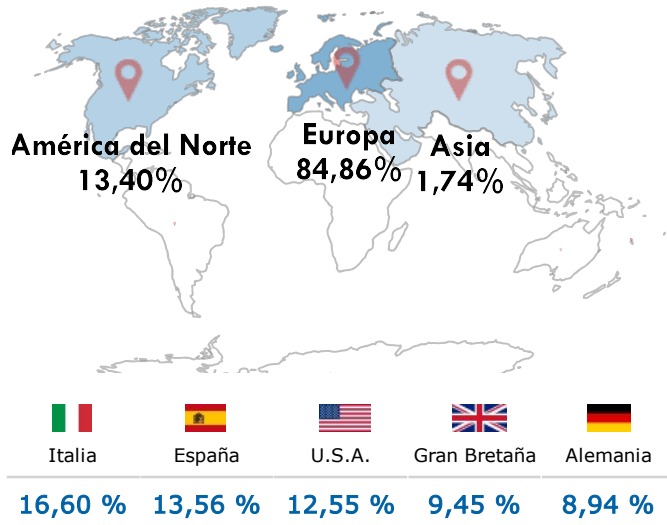 América del Norte
13,40%
Europa
84,86%
Asia
1,74%
Italia
España
U.S.A.
Gran Bretaña
Alemania
16,60 %
13,56 %
12,55 %
9,45 %
8,94 %